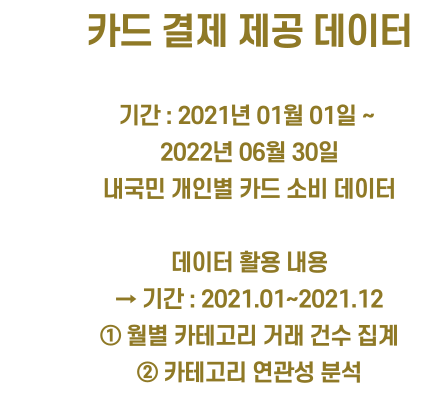 카드 결제 제공 데이터
기간 : 2021년 01월 01일 ~
2022년 06월 30일
내국민 개인별 카드 소비 데이터
데이터 활용 내용
→ 기간 : 2021.01~2021.12
① 월별 카테고리 거래 건수 집계
② 카테고리 연관성 분석